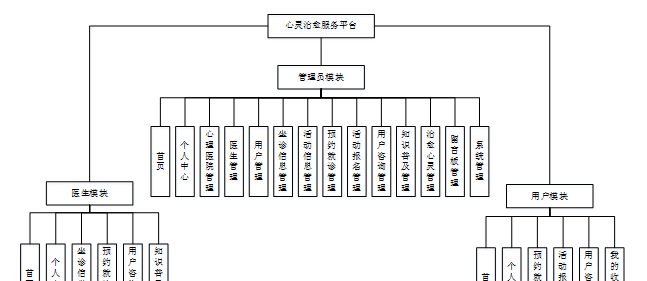 心灵治愈服务平台
管理员模块
首页
个人中心
心理医院管理
医生管理
用户管理
坐诊信息管理
活动信息管理
预约就诊管理
活动报名管理
用户咨询管理
知识普及管理
治愈心灵管理
留言板管理
系统管理
医生模块
用户模块
首
个人
坐诊信
预约就
用户咨
知识普
首
个人
预约就
活动报
用户咨
我的收